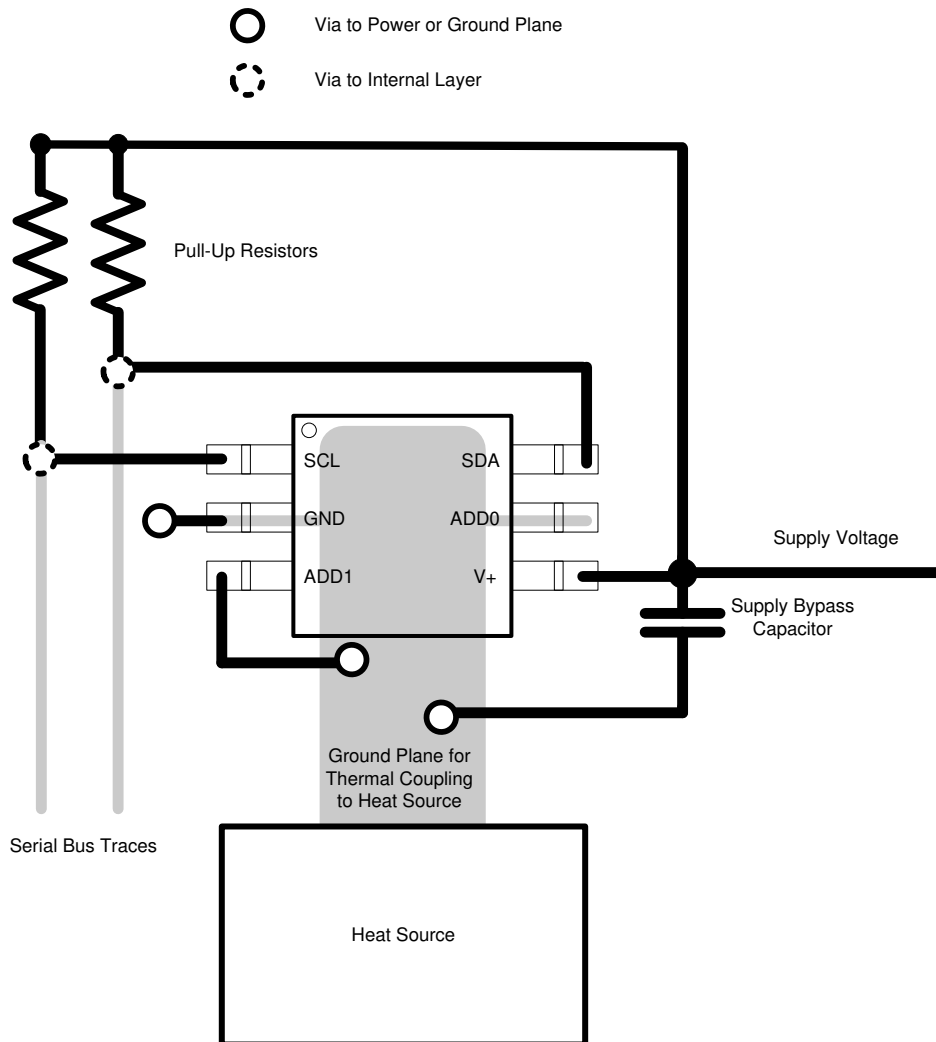 Via to Power or Ground Plane
Via to Internal Layer
Pull-Up Resistors
SCL
SDA
GND
ADD0
ADD1
V+
Supply Voltage
Supply Bypass
Capacitor
Ground Plane for
Thermal Coupling
to Heat Source
Serial Bus Traces
Heat Source